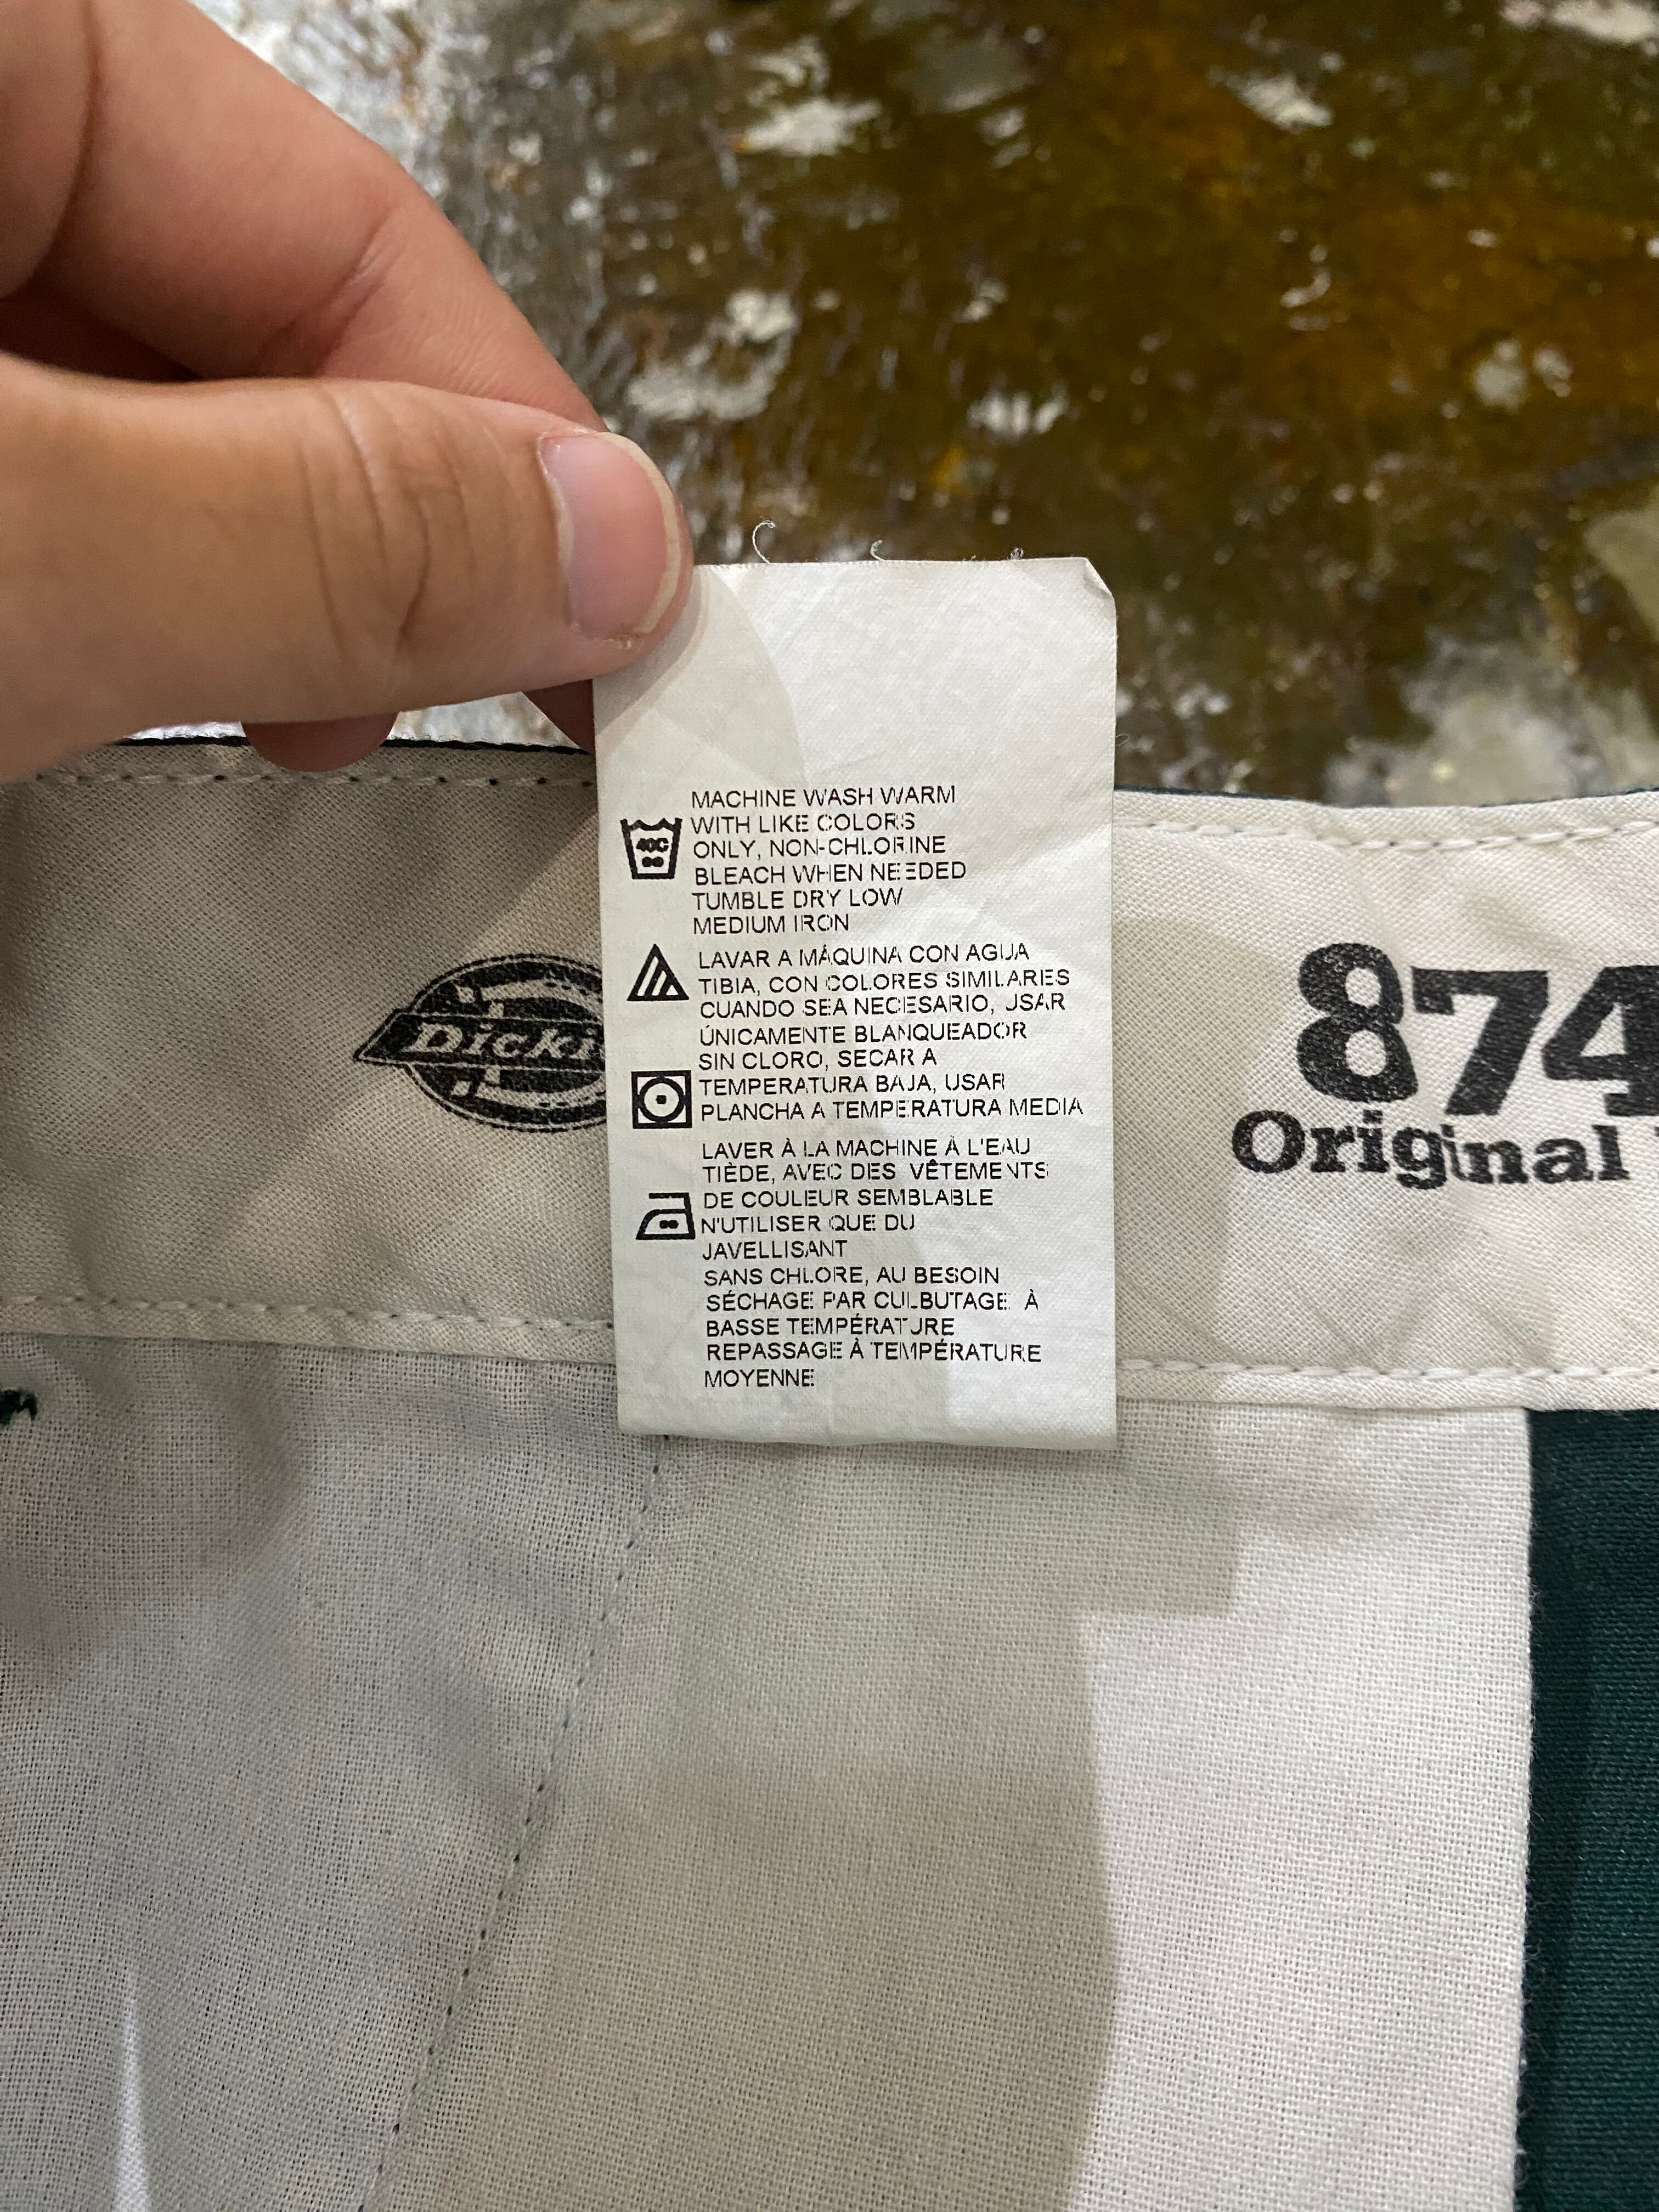 MACHINE WASH WARM
WITH LIKE COLORS
ONLY, NON-CHLORINE
BLEACH WHEN NEEDED
TUMBLE DRY LOW
MEDIUM IRON
40C
LAVAR A MÁQUINA CON AGUA
TIBIA, CON COLORES SIMILARES
CUANDO SEA NECESARIO, USAR
ÚNICAMENTE BLANQUEADOR
SIN CLORO, SECAR A
TEMPERATURA BAJA, USAR
PLANCHA A TEMPERATURA MEDIA
LAVER À LA MACHINE À L'EAU
TIÈDE, AVEC DES VÊTEMENTS
DE COULEUR SEMBLABLE
N'UTILISER QUE DU
JAVELLISANT
SANS CHLORE, AU BESOIN
SÉCHAGE PAR CULBUTAGE À
BASSE TEMPÉRATURE
REPASSAGE À TEMPÉRATURE
MOYENNE
Dick
874
Original